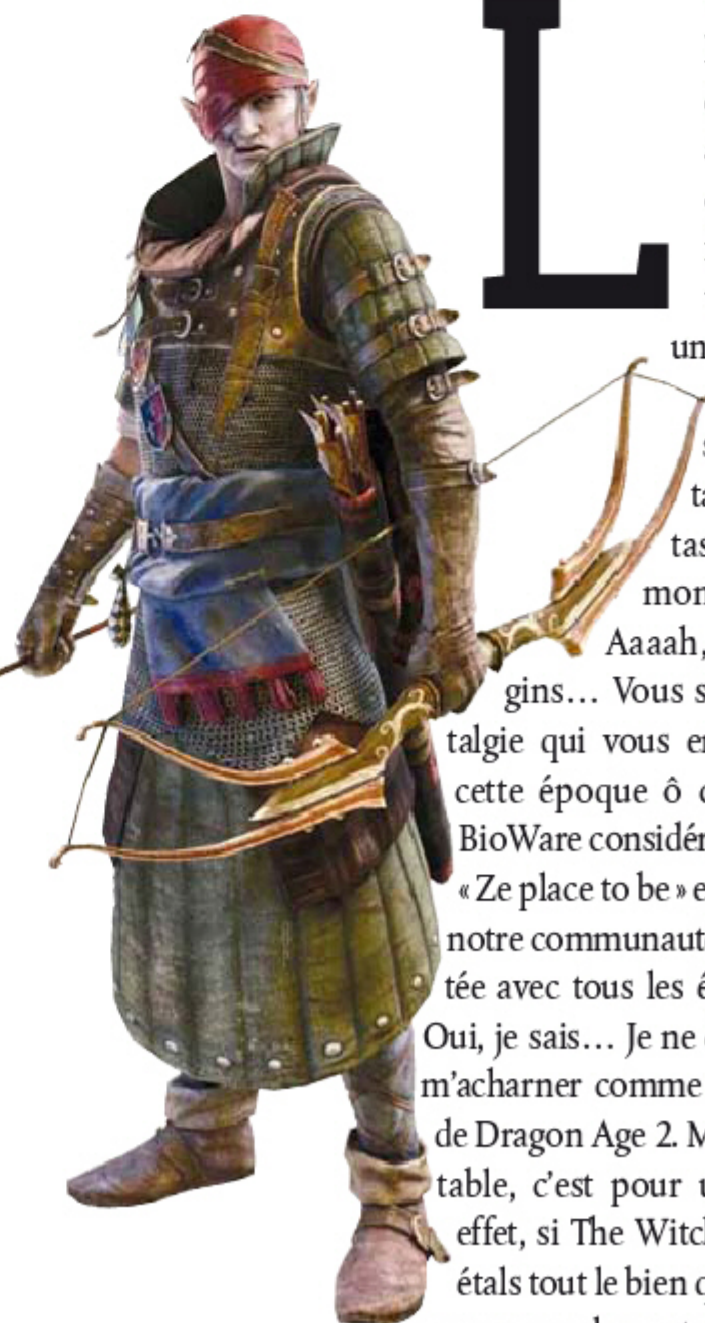 L
un
ta
tas
mon
Aaaah,
gins… Vous s
talgie qui vous en
cette époque ô c
BioWare considér
« Ze place to be » e
notre communaut
tée avec tous les é
Oui, je sais… Je ne
m’acharner comme
de Dragon Age 2. M
table, c’est pour u
effet, si The Witch
étals tout le bien q